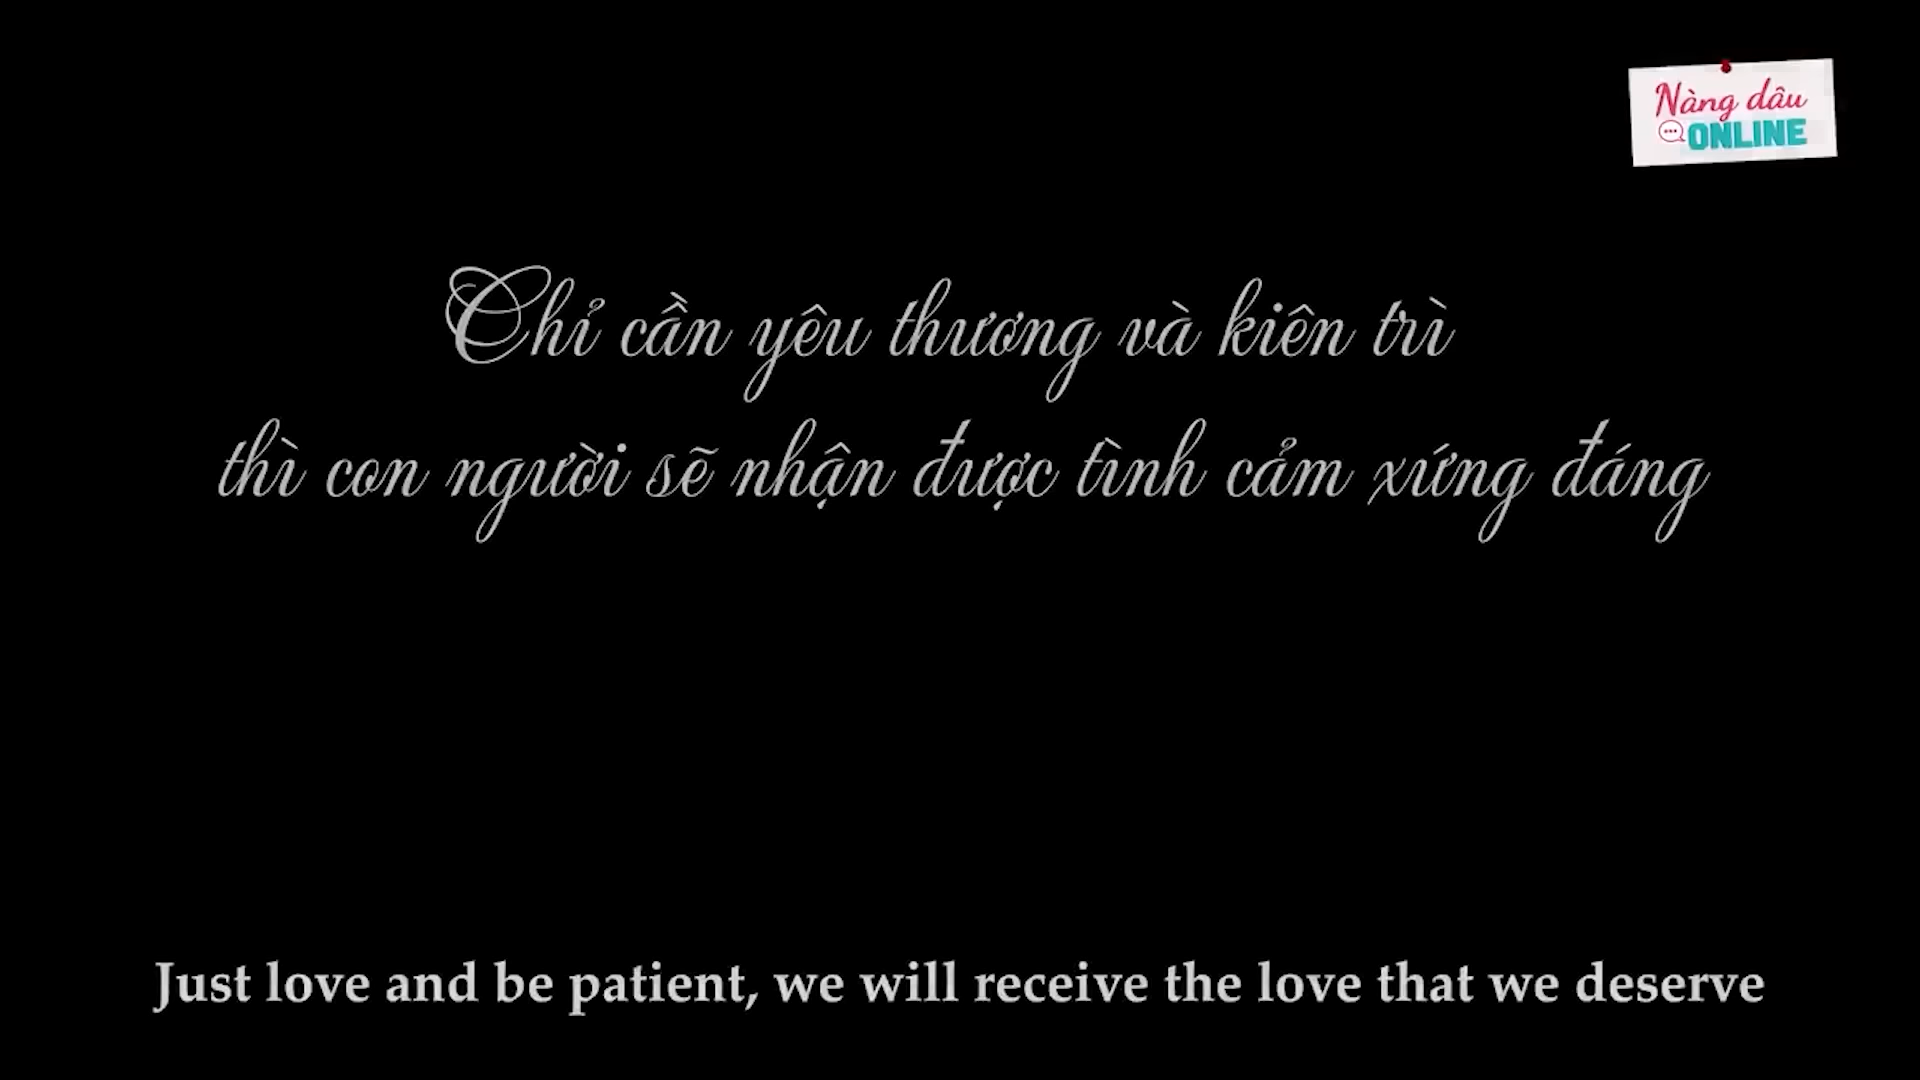 Nàng dâu
ONLINE
Chỉ cần yêu thương và kiên trì
thì con người sẽ nhận được tình cảm xứng đáng
Just love and be patient, we will receive the love that we deserve